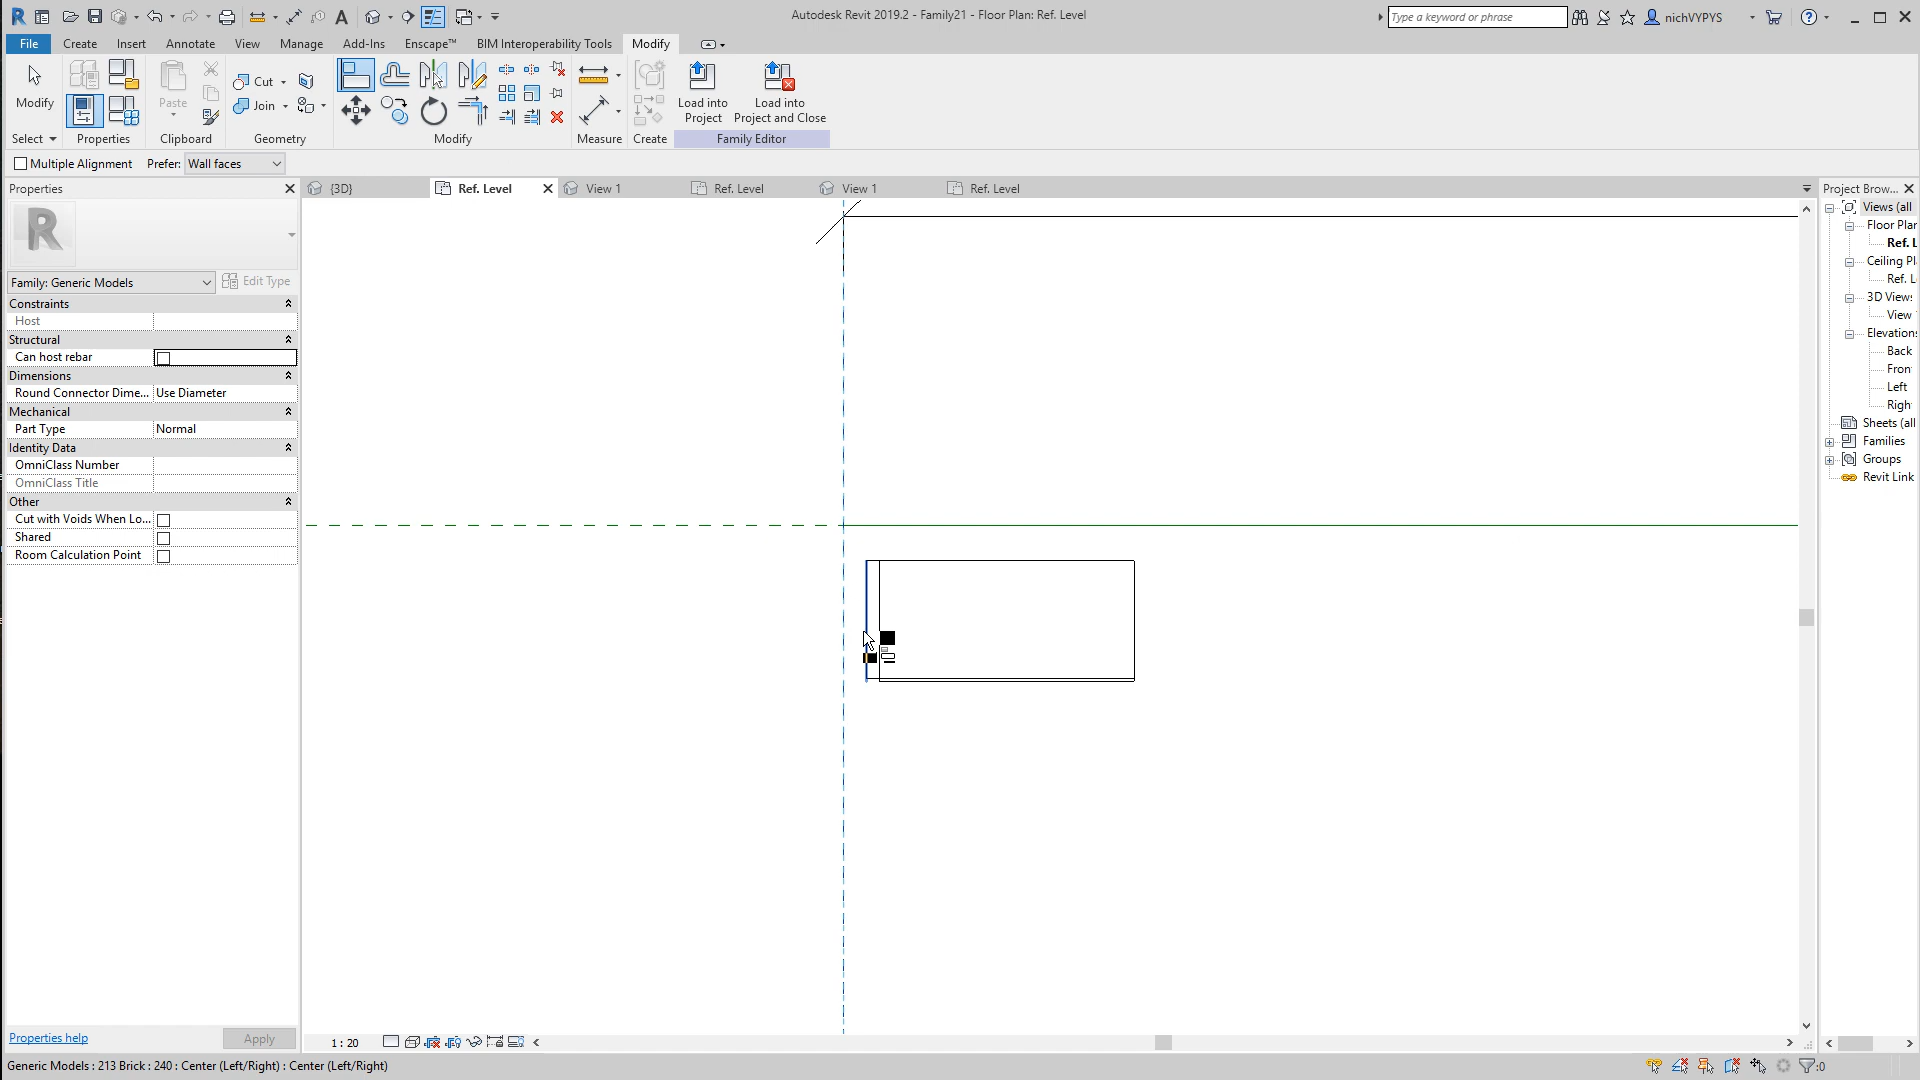 Autodesk Revit 2019.2 - Family21 - Floor Plan: Ref. Level
Type a keyword or phrase
nichVYPYS
File
Create
Insert
Annotate
View
Manage
Add-Ins
Enscape™
BIM Interoperability Tools
Modify
Modify
Paste
Cut
Join
Load into
Project
Load into
Project and Close
Select
Properties
Clipboard
Geometry
Modify
Measure
Create
Family Editor
Multiple Alignment
Prefer:
Wall faces
Properties
{3D}
Ref. Level
View 1
Ref. Level
View 1
Ref. Level
Project Brow...
Family: Generic Models
Edit Type
Constraints
Host
Structural
Can host rebar
Dimensions
Round Connector Dime...
Use Diameter
Mechanical
Part Type
Normal
Identity Data
OmniClass Number
OmniClass Title
Other
Cut with Voids When Lo...
Shared
Room Calculation Point
Views (all
Floor Plan
Ref. L
Ceiling Pl
Ref. L
3D Views
View
Elevations
Back
Fron
Left
Righ
Sheets (all
Families
Groups
Revit Link
Properties help
Apply
1 : 20
Generic Models : 213 Brick : 240 : Center (Left/Right) : Center (Left/Right)
:0